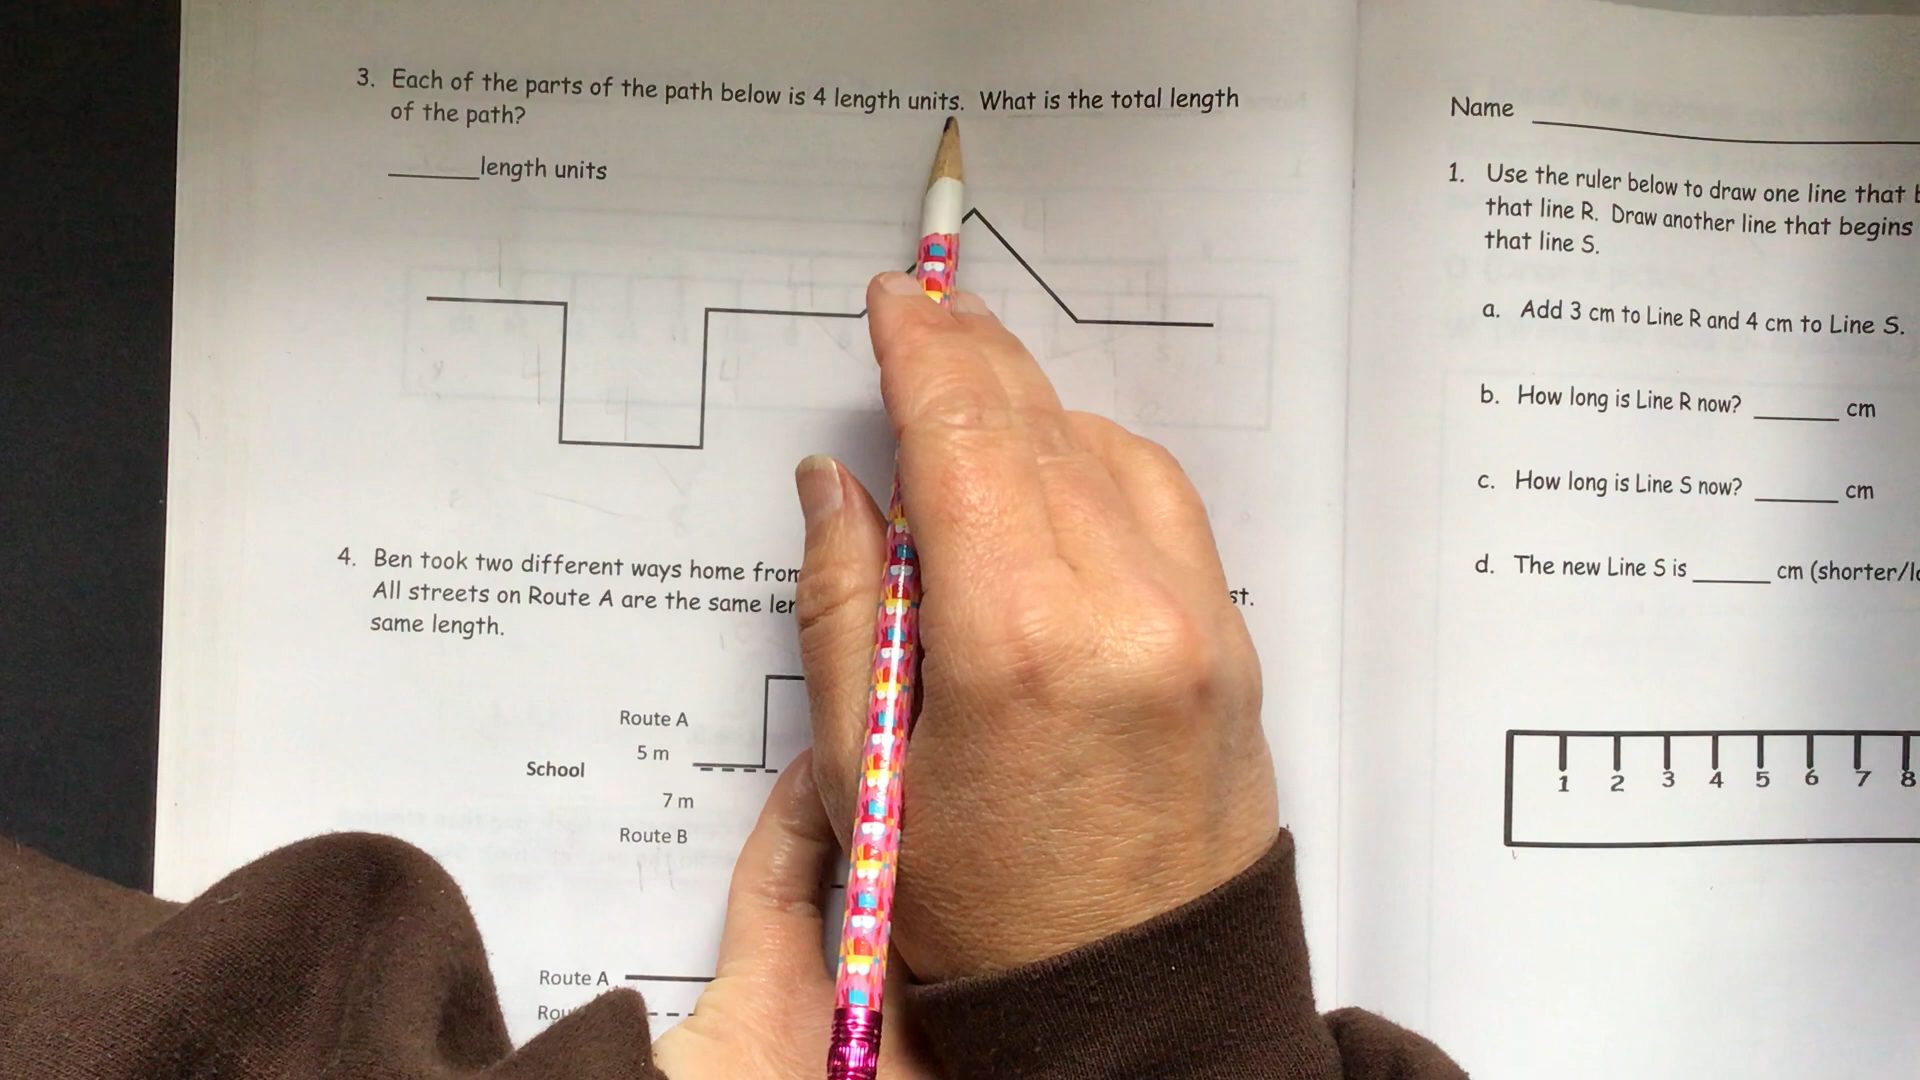 3. Each of the parts of the path below is 4 length units. What is the total length
of the path?
length units
4. Ben took two different ways home from
All streets on Route A are the same
same length.
Route A
5 m
School
7 m
Route B
Route A
Name
1. Use the ruler below to draw one line that
that line R. Draw another line that begins
that line S.
a. Add 3 cm to Line R and 4 cm to Line S.
b. How long is Line R now? cm
c. How long is Line S now? cm
d. The new Line S is cm (shorter/
1 2 3 4 5 6 7 8